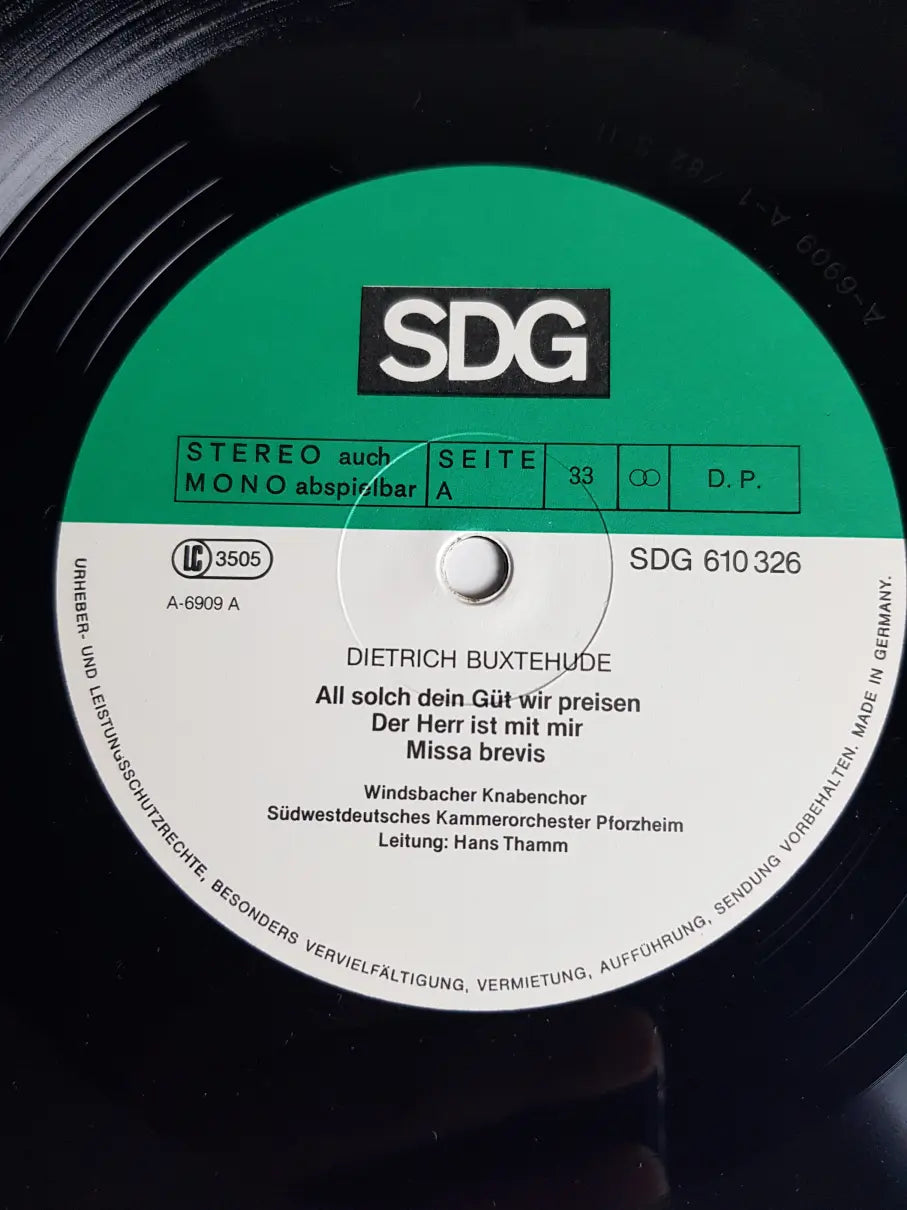 SDG
STEREO auch
MONO abspielbar
SEITE
A
33
D. P.
LC 3505
SDG 610 326
A-6909 A
DIETRICH BUXTEHUDE
All solch dein Güt wir preisen
Der Herr ist mit mir
Missa brevis
Windsbacher Knabenchor
Südwestdeutsches Kammerorchester Pforzheim
Leitung: Hans Thamm
URHEBER- UND LEISTUNGSSCHUTZRECHTE, BESONDERS VERVIELFÄLTIGUNG, VERMIETUNG, AUFFÜHRUNG, SENDUNG VORBEHALTEN. MADE IN GERMANY.
A-6909 A-1